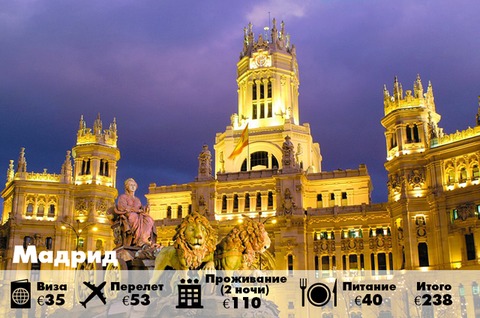 Мадрид
Виза
€35
Перелет
€53
Проживание
(2 ночи)
€110
Питание
€40
Итого
€238